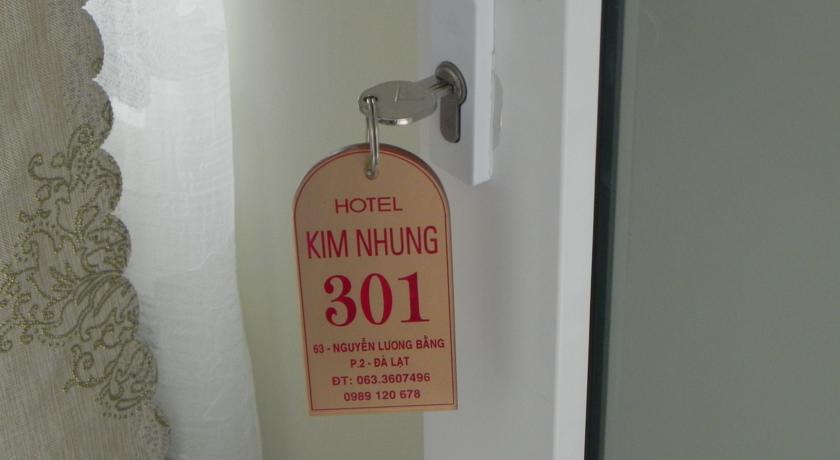 HOTEL
KIM NHUNG
301
63 - NGUYỄN LƯƠNG BẰNG
P.2 - ĐÀ LẠT
ĐT: 063.3607496
0989 120 678